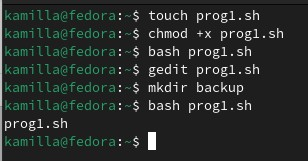 kamilla@fedora:~$ touch prog1.sh
kamilla@fedora:~$ chmod +x prog1.sh
kamilla@fedora:~$ bash prog1.sh
kamilla@fedora:~$ gedit prog1.sh
kamilla@fedora:~$ mkdir backup
kamilla@fedora:~$ bash prog1.sh
prog1.sh
kamilla@fedora:~$